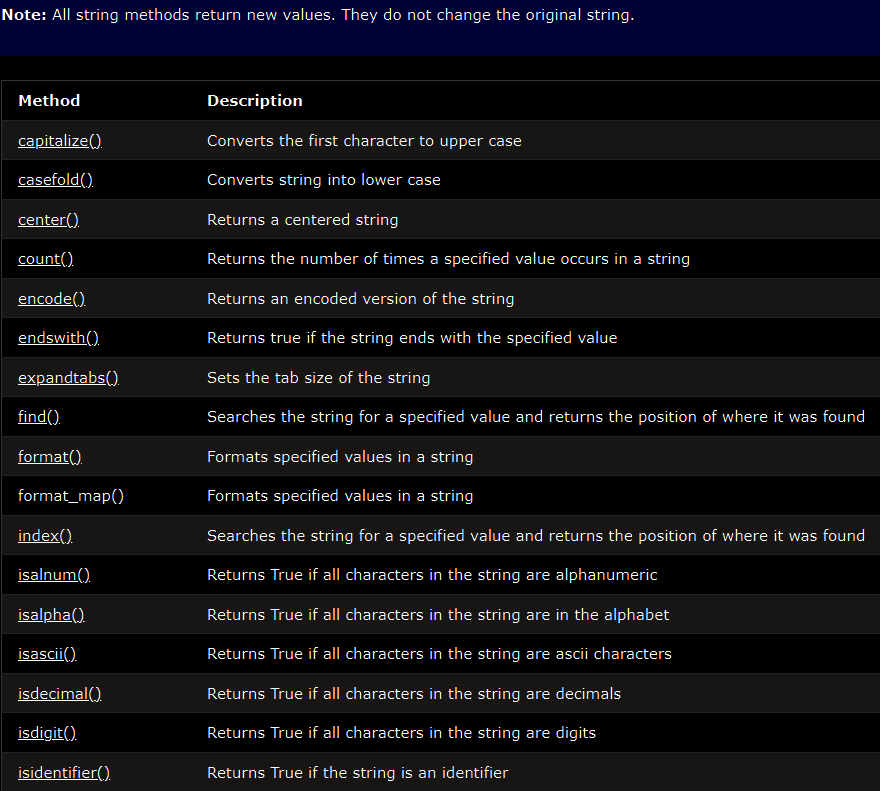 Note: All string methods return new values. They do not change the original string.
Method Description
capitalize() Converts the first character to upper case
casefold() Converts string into lower case
center() Returns a centered string
count() Returns the number of times a specified value occurs in a string
encode() Returns an encoded version of the string
endswith() Returns true if the string ends with the specified value
expandtabs() Sets the tab size of the string
find() Searches the string for a specified value and returns the position of where it was found
format() Formats specified values in a string
format_map() Formats specified values in a string
index() Searches the string for a specified value and returns the position of where it was found
isalnum() Returns True if all characters in the string are alphanumeric
isalpha() Returns True if all characters in the string are in the alphabet
isascii() Returns True if all characters in the string are ascii characters
isdecimal() Returns True if all characters in the string are decimals
isdigit() Returns True if all characters in the string are digits
isidentifier() Returns True if the string is an identifier